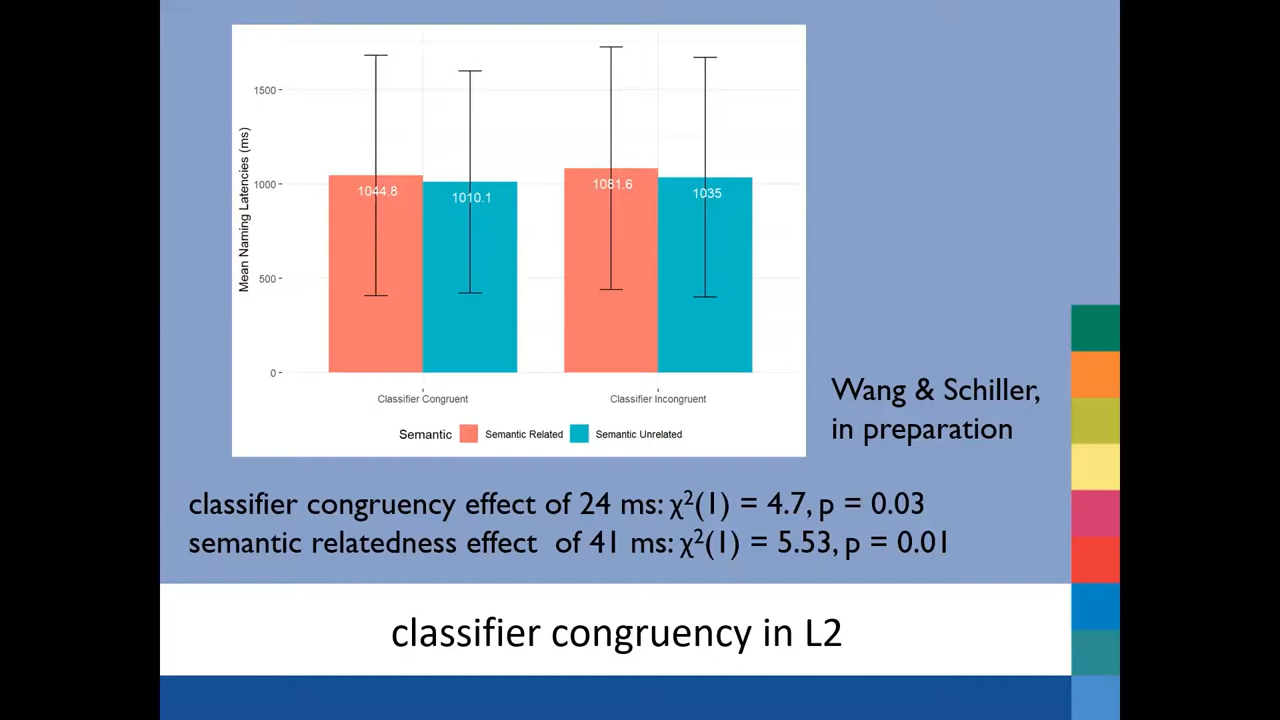 1500
1000
500
0
Mean Naming Latencies (ms)
1044.8
1010.1
1081.6
1035
Classifier Congruent
Classifier Incongruent
Semantic Semantic Related Semantic Unrelated
Wang & Schiller,
in preparation
classifier congruency effect of 24 ms: χ²(1) = 4.7, p = 0.03
semantic relatedness effect of 41 ms: χ²(1) = 5.53, p = 0.01
classifier congruency in L2